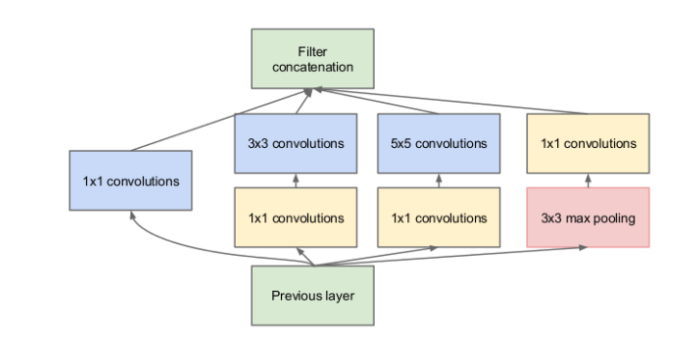 Filter
concatenation
3x3 convolutions
5x5 convolutions
1x1 convolutions
1x1 convolutions
1x1 convolutions
1x1 convolutions
3x3 max pooling
Previous layer